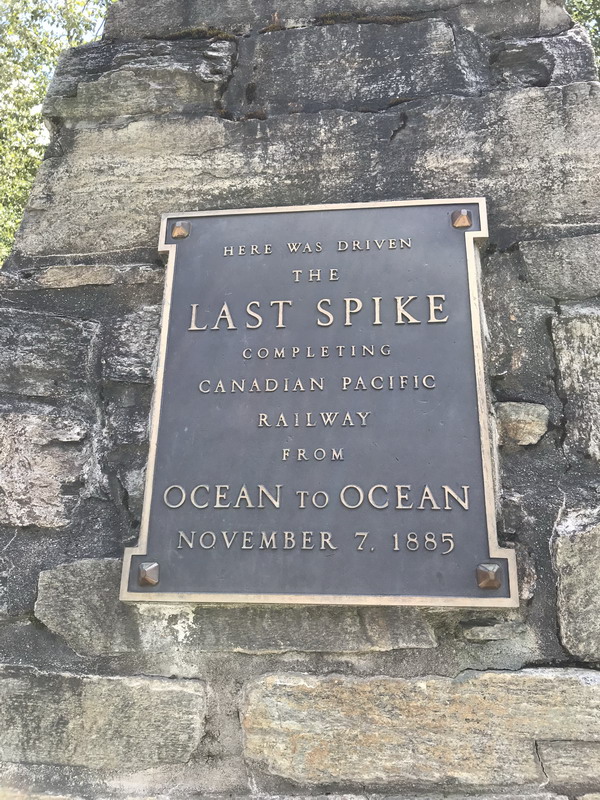 HERE WAS DRIVEN
THE
LAST SPIKE
COMPLETING
CANADIAN PACIFIC
RAILWAY
FROM
OCEAN TO OCEAN
NOVEMBER 7, 1885